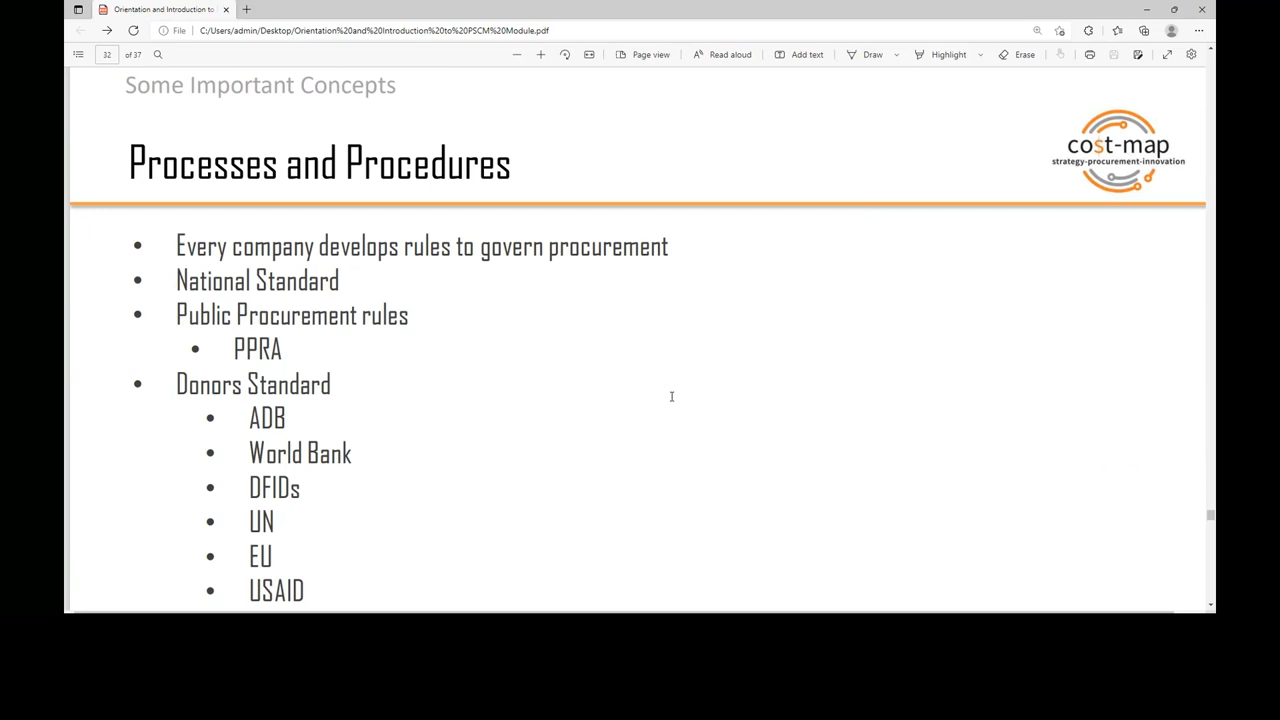 Orientation and Introduction to
File C:/Users/admin/Desktop/Orientation%20and%20Introduction%20to%20PSCM%20Module.pdf
32 of 37 Page view Read aloud Add text Draw Highlight Erase
Some Important Concepts
cost-map
strategy-procurement-innovation
Processes and Procedures
• Every company develops rules to govern procurement
• National Standard
• Public Procurement rules
• PPRA
• Donors Standard
• ADB
• World Bank
• DFIDs
• UN
• EU
• USAID